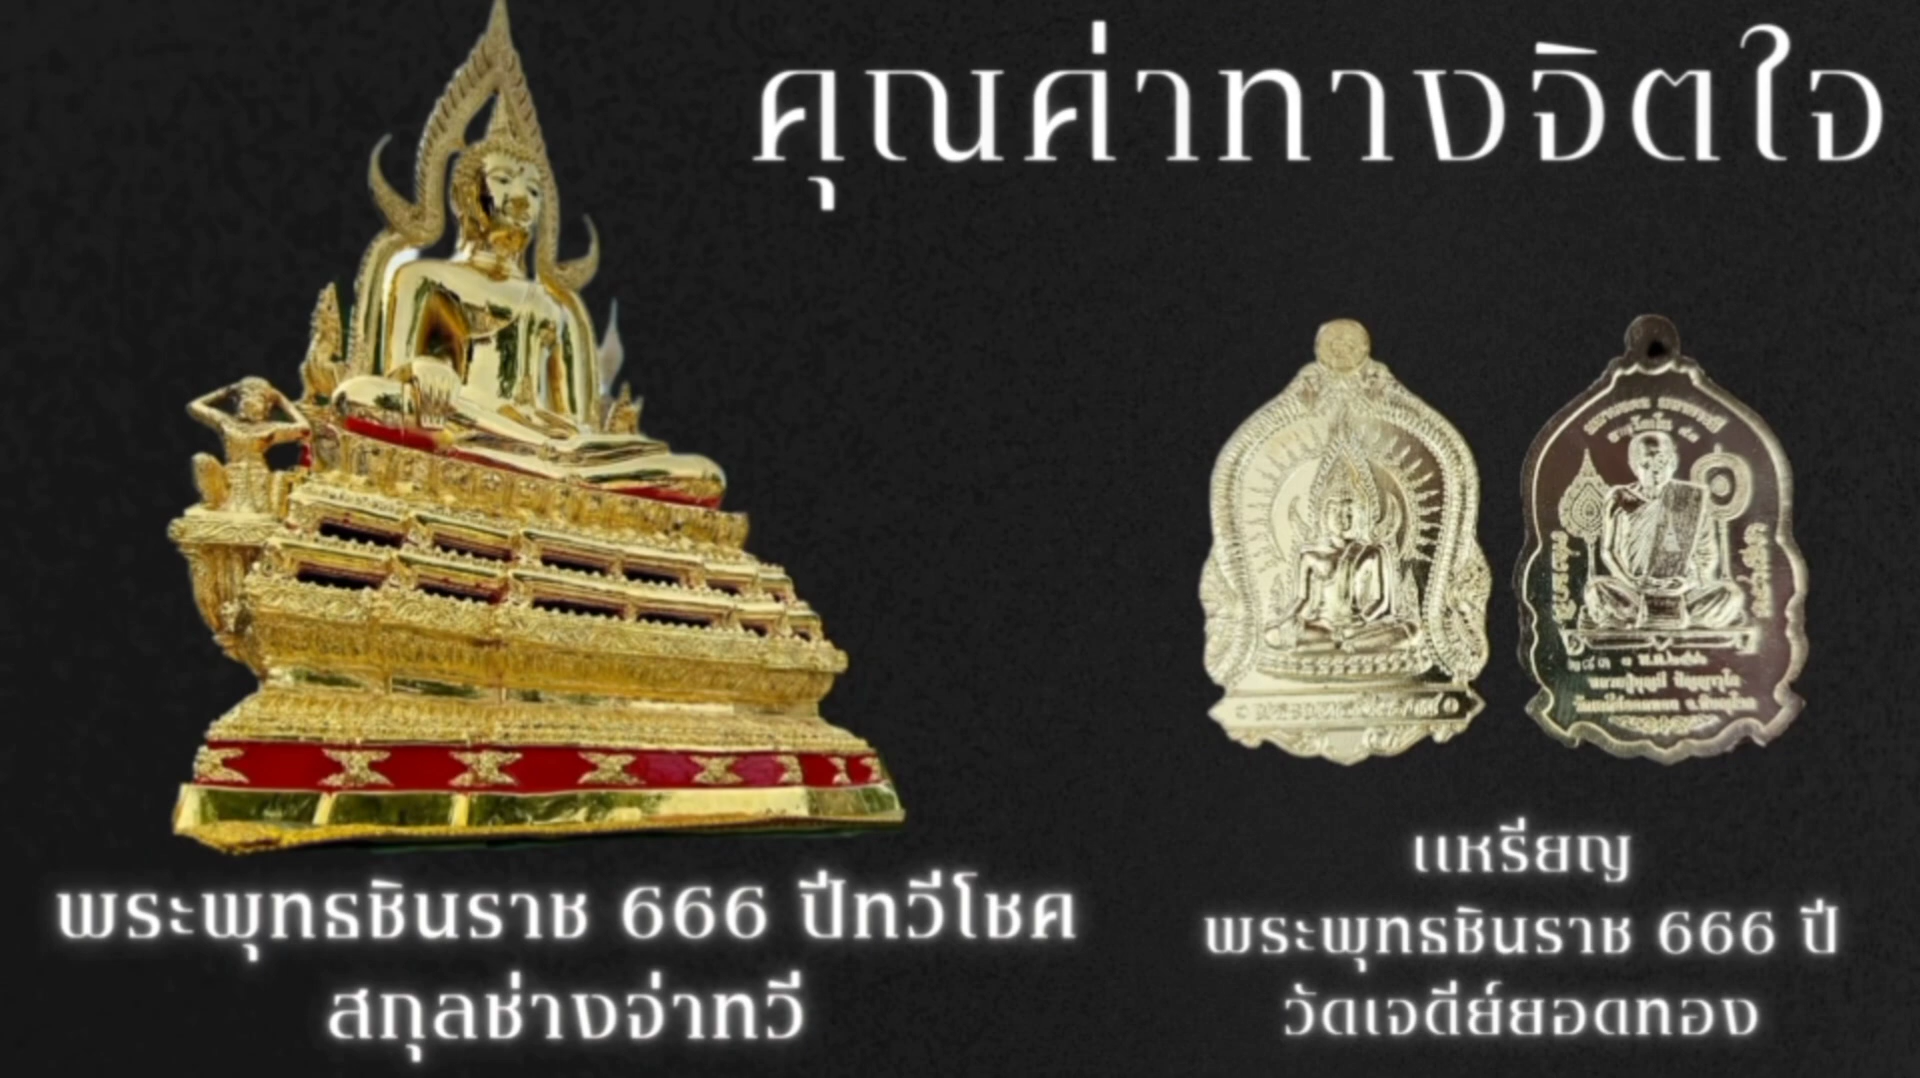 คุณค่าทางจิตใจ
พระพุทธชินราช 666 ปีทวีโชค
สกุลช่างจ่าทวี
แหรียญ
พระพุทธชินราช 666 ปี
วัดเจดีย์ยอดทอง